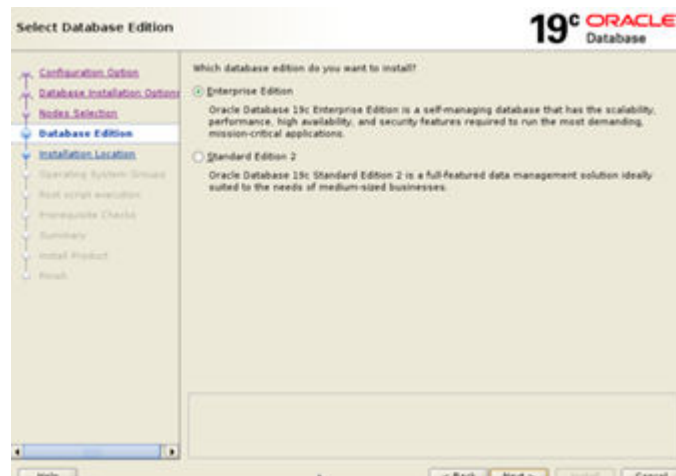 Select Database Edition
19c ORACLE
Database
Configuration Option
Database Installation Options
Nodes Selection
Database Edition
Installation Location
Operating System Groups
Root script execution
Prerequisite Checks
Summary
Install Product
Finish
Which database edition do you want to install?
Enterprise Edition
Oracle Database 19c Enterprise Edition is a self-managing database that has the scalability,
performance, high availability, and security features required to run the most demanding,
mission-critical applications.
Standard Edition 2
Oracle Database 19c Standard Edition 2 is a full-featured data management solution ideally
suited to the needs of medium-sized businesses.
Help
< Back
Next >
Install
Cancel